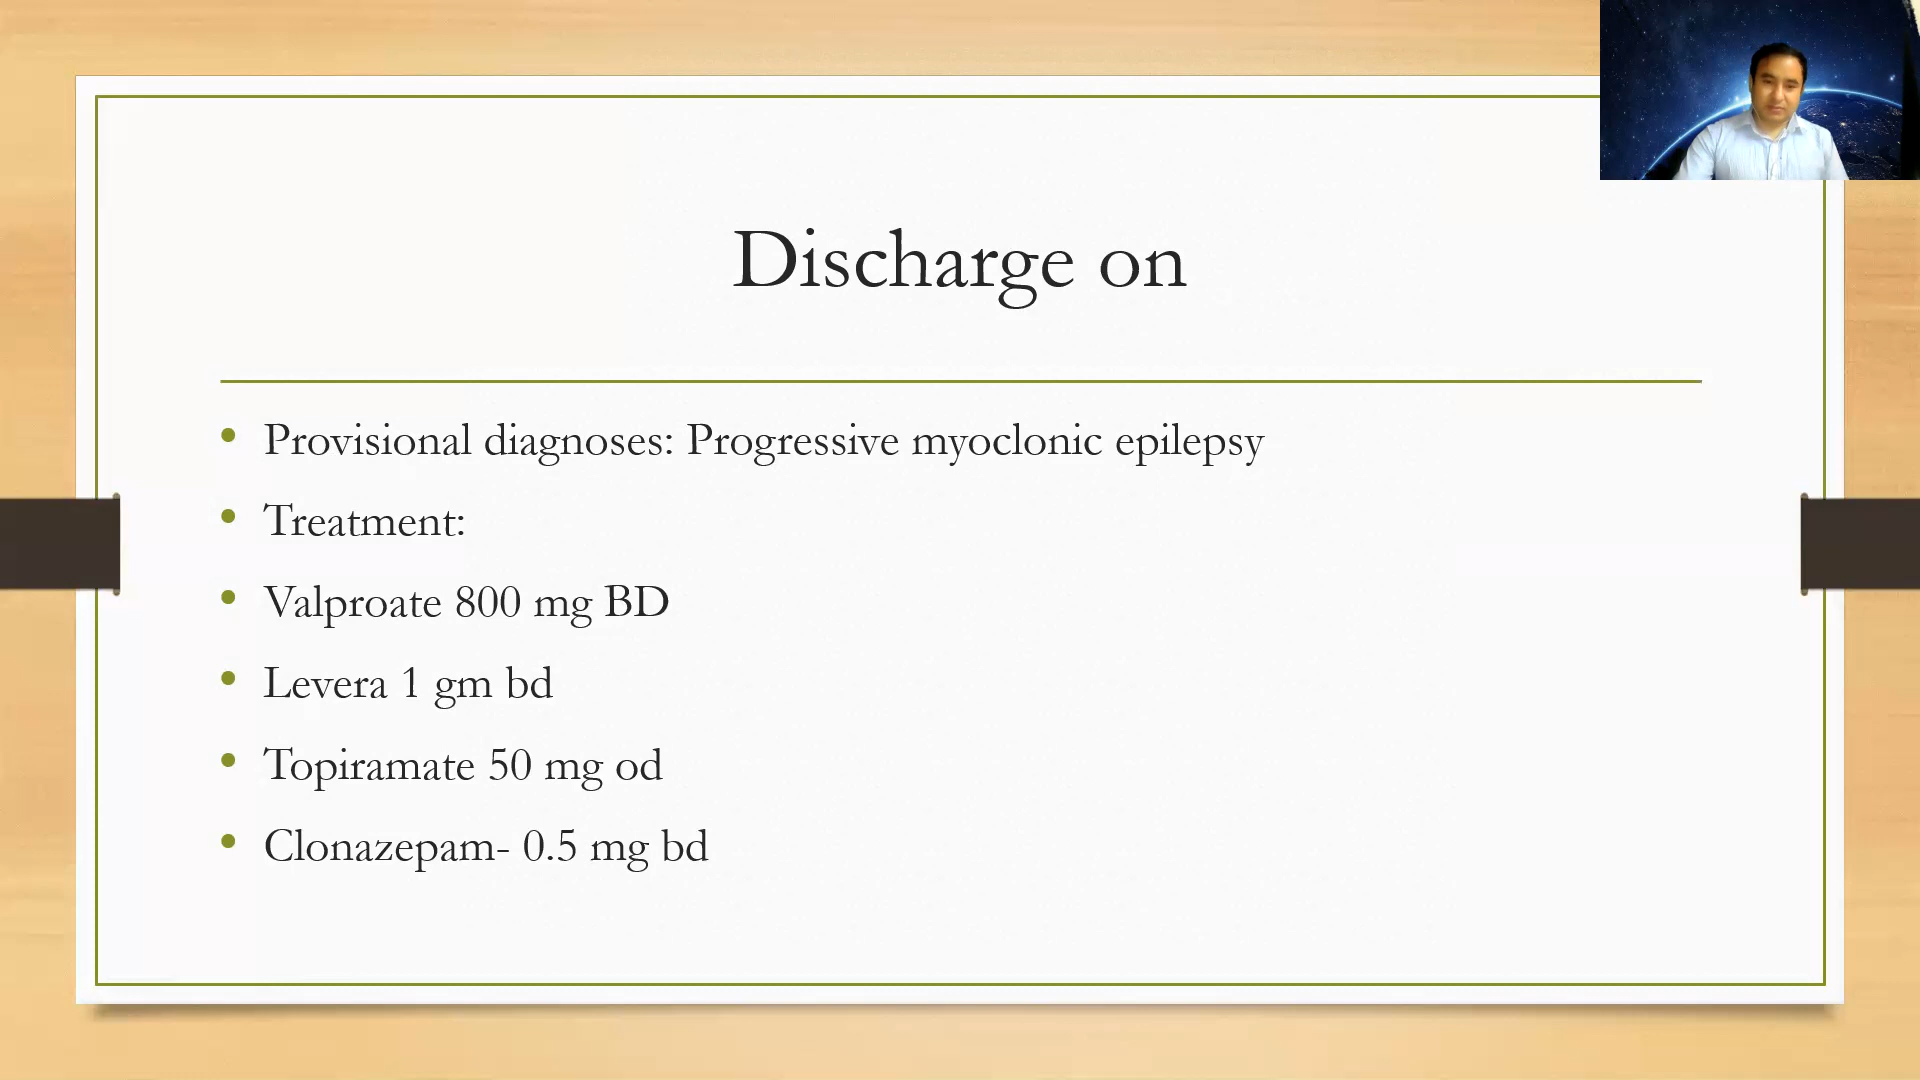 Discharge on
Provisional diagnoses: Progressive myoclonic epilepsy
Treatment:
Valproate 800 mg BD
Levera 1 gm bd
Topiramate 50 mg od
Clonazepam- 0.5 mg bd